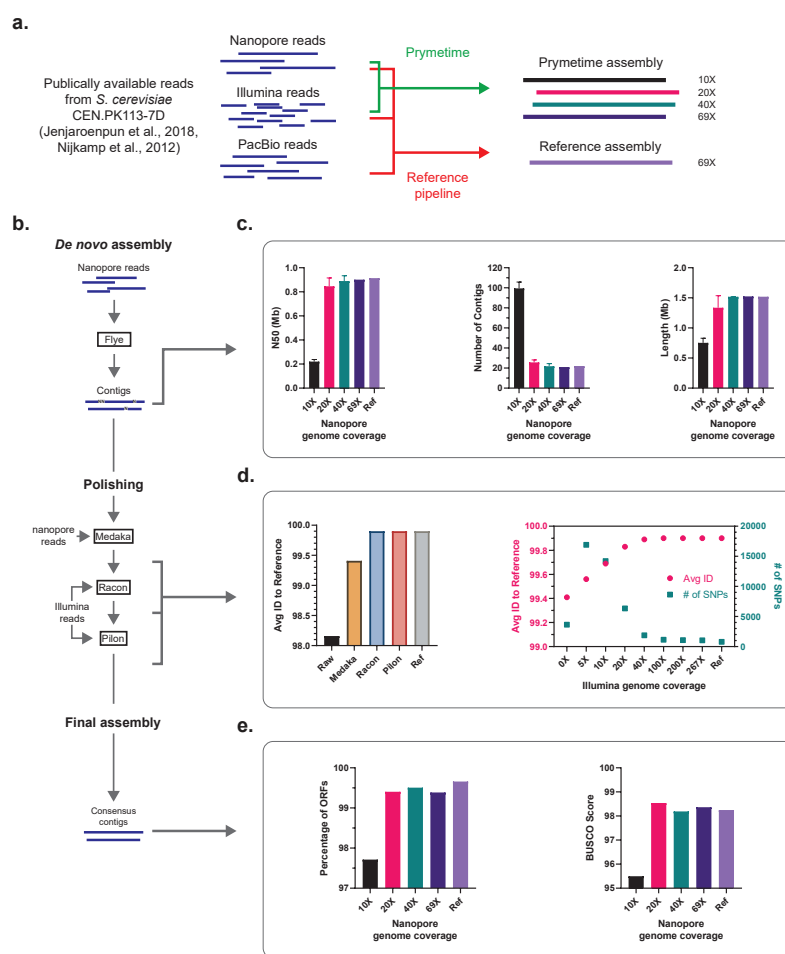 a.
Nanopore reads
Prymetime
Publically available reads
from S. cerevisiae
CEN.PK113-7D
(Jenjaroenpun et al., 2018,
Nijkamp et al., 2012)
Illumina reads
PacBio reads
Reference
pipeline
Prymetime assembly
10X
20X
40X
69X
Reference assembly
69X
b.
De novo assembly
Nanopore reads
Flye
Contigs
Polishing
nanopore
reads
Medaka
Racon
Illumina
reads
Pilon
Final assembly
Consensus
contigs
c.
N50 (Mb)
1.0
0.8
0.6
0.4
0.2
0.0
10X
20X
40X
69X
Ref
Nanopore
genome coverage
Number of Contigs
120
100
80
60
40
20
0
10X
20X
40X
69X
Ref
Nanopore
genome coverage
Length (Mb)
2.0
1.5
1.0
0.5
0.0
10X
20X
40X
69X
Ref
Nanopore
genome coverage
d.
Avg ID to Reference
100.0
99.5
99.0
98.5
98.0
Raw
Medaka
Racon
Pilon
Ref
Avg ID to Reference
100.0
99.8
99.6
99.4
99.2
99.0
Avg ID
# of SNPs
20000
15000
10000
5000
0
# of SNPs
0X
5X
10X
20X
40X
100X
200X
267X
Ref
Illumina genome coverage
e.
Percentage of ORFs
100
99
98
97
10X
20X
40X
69X
Ref
Nanopore
genome coverage
BUSCO Score
100
99
98
97
96
95
10X
20X
40X
69X
Ref
Nanopore
genome coverage